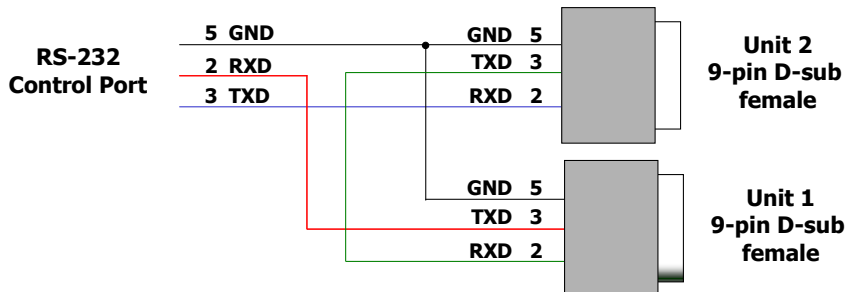 RS-232
Control Port
5 GND
2 RXD
3 TXD
GND 5
TXD 3
RXD 2
Unit 2
9-pin D-sub
female
GND 5
TXD 3
RXD 2
Unit 1
9-pin D-sub
female